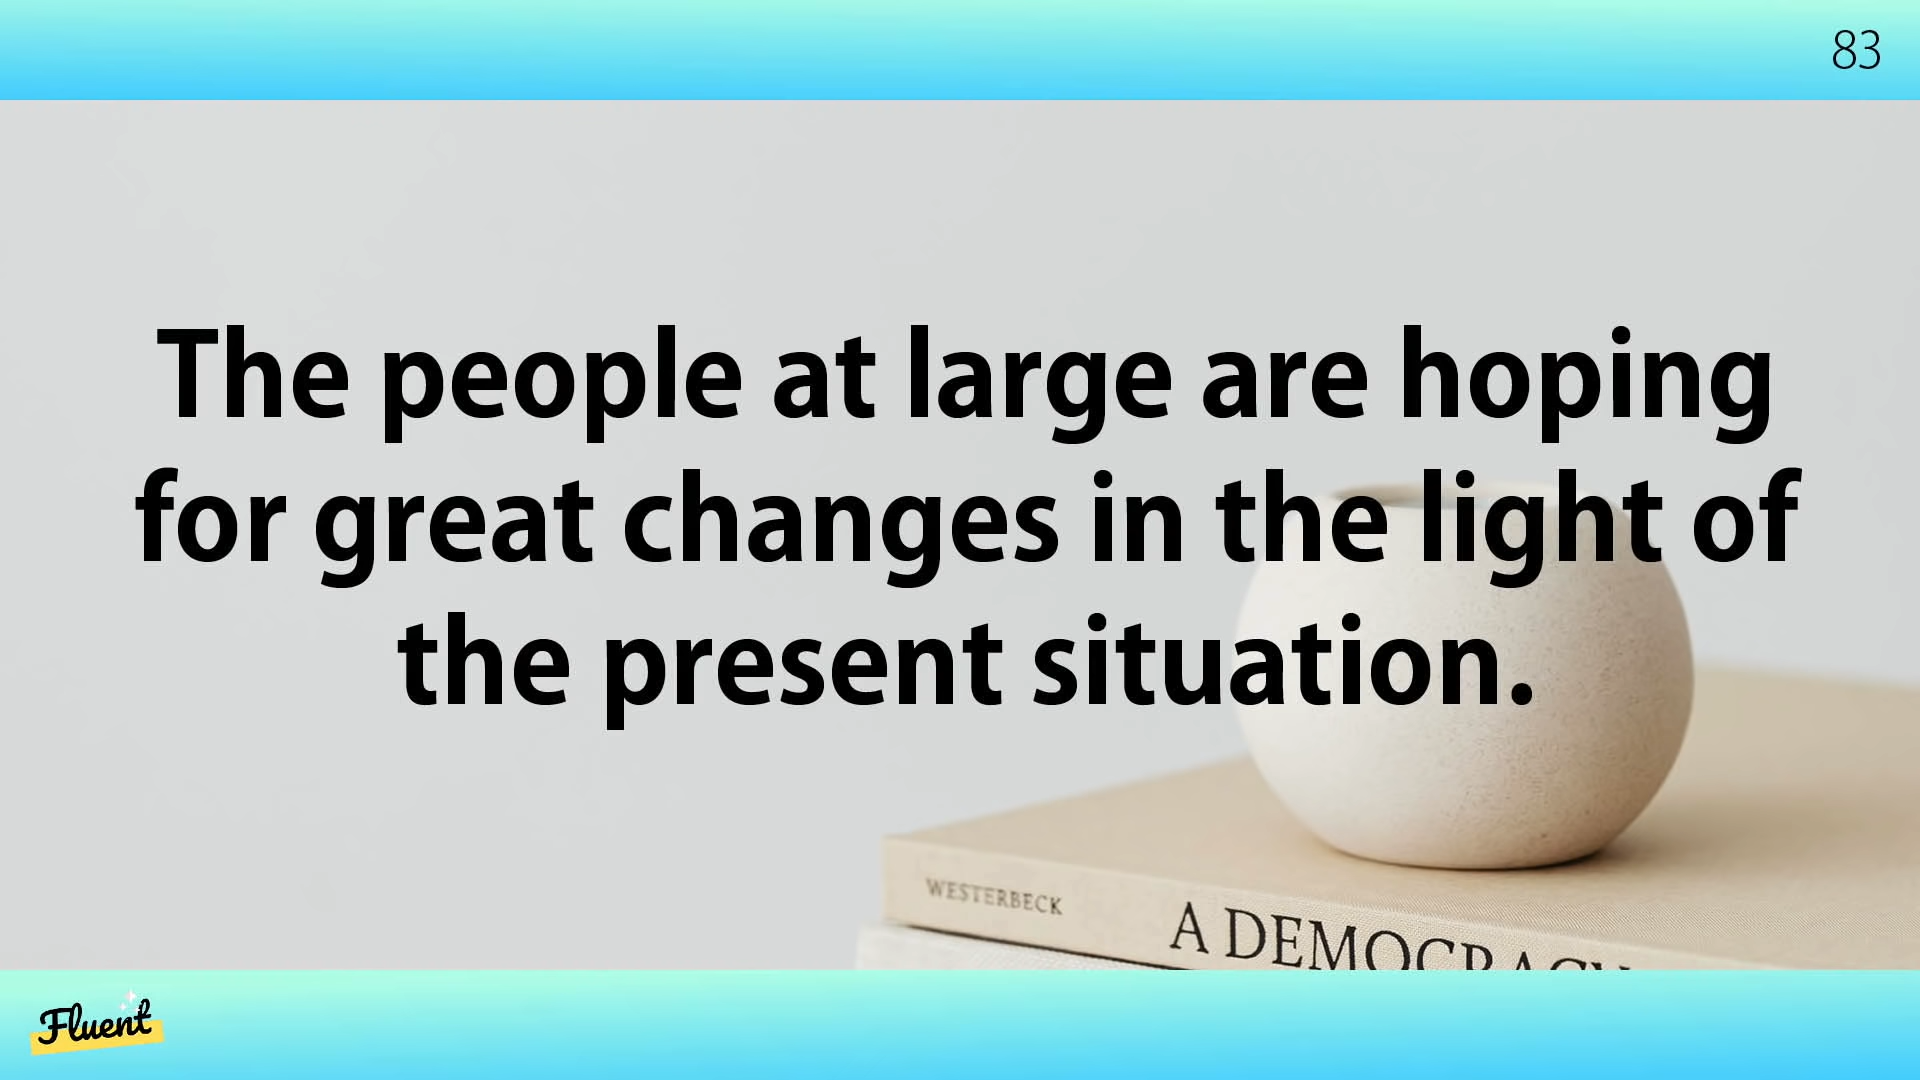 83
The people at large are hoping
for great changes in the light of
the present situation.
WESTERBECK
A DEMOCRACY
Fluent